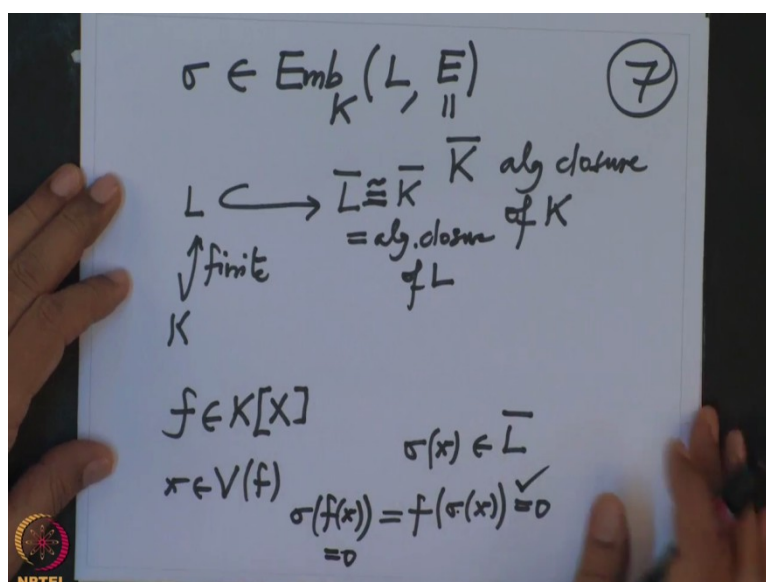 σ ∈ Emb_K (L, E̅)
7
||
K̅ alg closure of K
L ↪ L̅ ≅ K̅
= alg. closure of L
finite
K
f ∈ K[X]
σ(x) ∈ L̅
x ∈ V(f)
σ(f(x)) = f(σ(x)) = 0 ✓
= 0
NPTEL